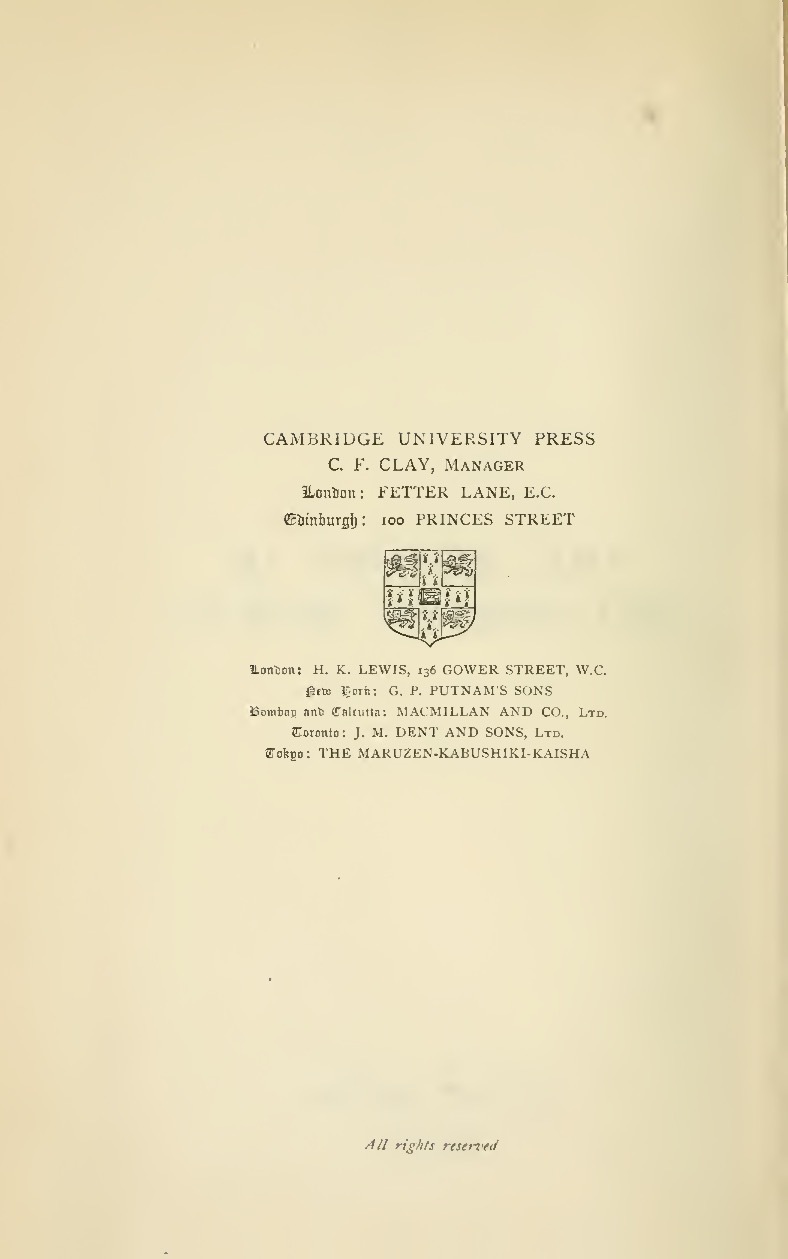 CAMBRIDGE UNIVERSITY PRESS
C. F. CLAY, MANAGER
London: FETTER LANE, E.C.
Edinburgh: 100 PRINCES STREET
London: H. K. LEWIS, 136 GOWER STREET, W.C.
New York: G. P. PUTNAM'S SONS
Bombay and Calcutta: MACMILLAN AND CO., LTD.
Toronto: J. M. DENT AND SONS, LTD.
Tokyo: THE MARUZEN-KABUSHIKI-KAISHA
All rights reserved